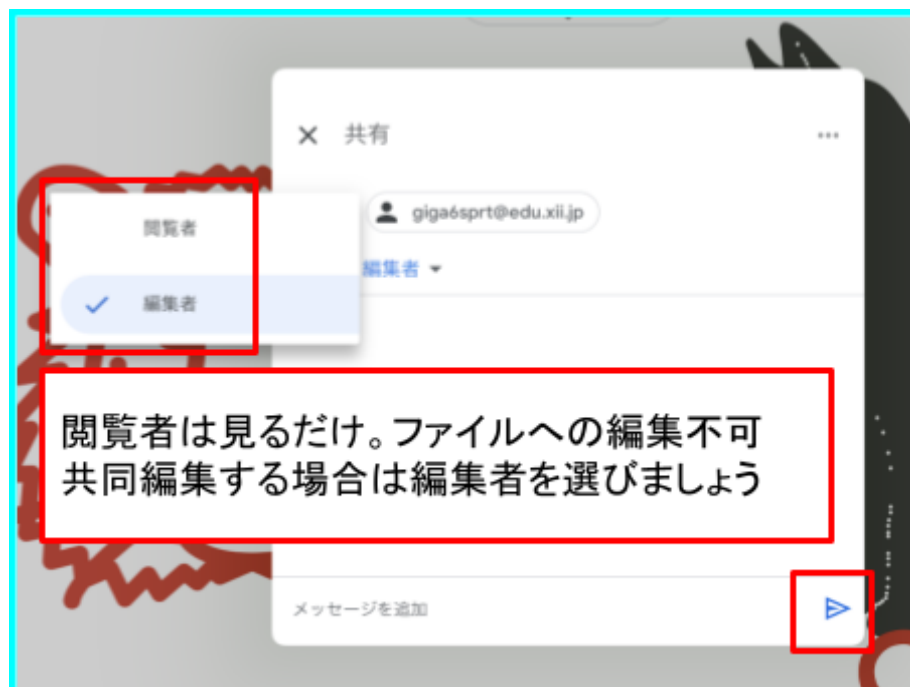 共有
閲覧者
giga6sprt@edu.xii.jp
編集者
編集者
閲覧者は見るだけ。ファイルへの編集不可
共同編集する場合は編集者を選びましょう
メッセージを追加